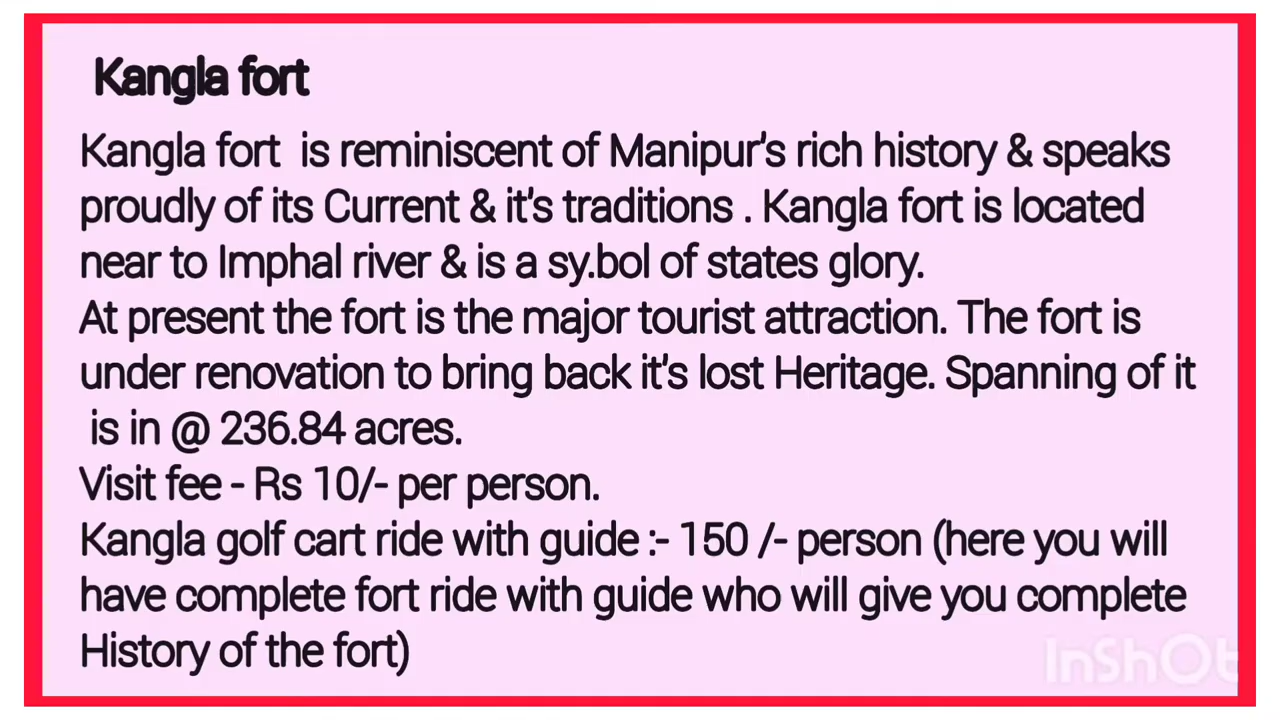 Kangla fort
Kangla fort is reminiscent of Manipur's rich history & speaks
proudly of its Current & it's traditions . Kangla fort is located
near to Imphal river & is a sy.bol of states glory.
At present the fort is the major tourist attraction. The fort is
under renovation to bring back it's lost Heritage. Spanning of it
is in @ 236.84 acres.
Visit fee - Rs 10/- per person.
Kangla golf cart ride with guide :- 150 /- person (here you will
have complete fort ride with guide who will give you complete
History of the fort)
InShOt